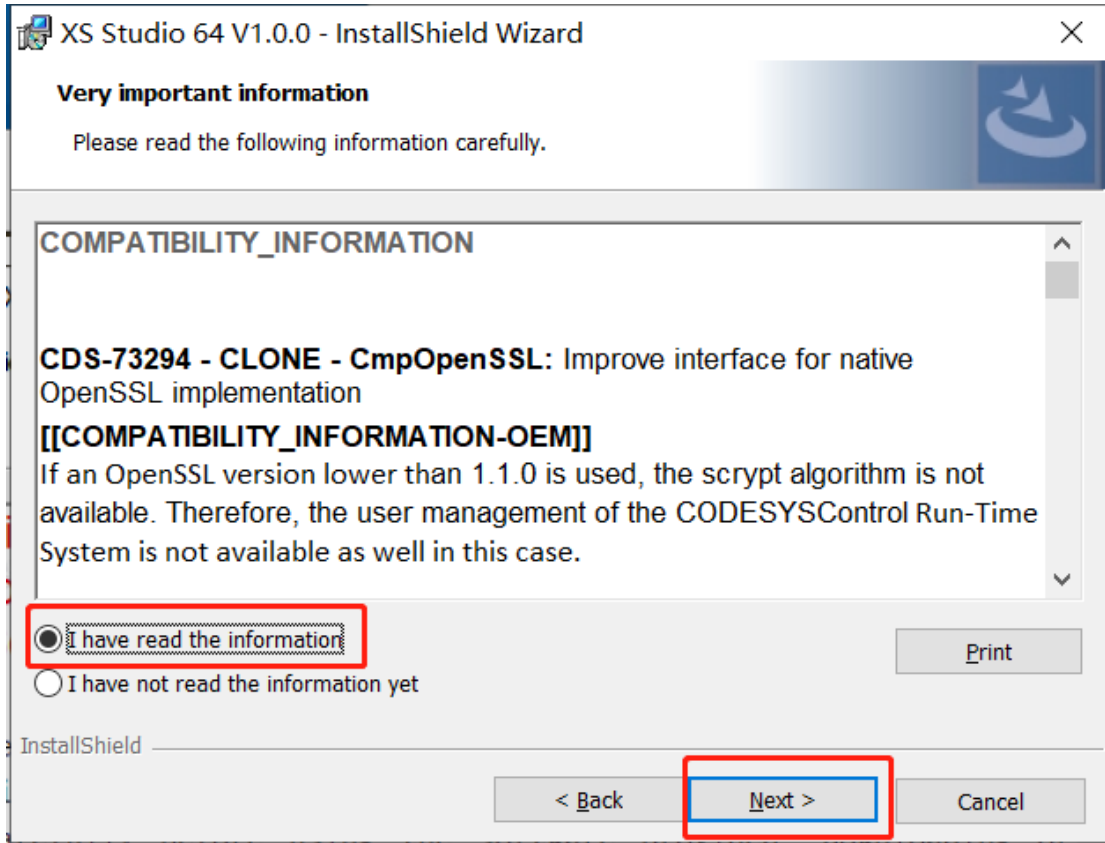 XS Studio 64 V1.0.0 - InstallShield Wizard
Very important information
Please read the following information carefully.
COMPATIBILITY_INFORMATION
CDS-73294 - CLONE - CmpOpenSSL: Improve interface for native
OpenSSL implementation
[[COMPATIBILITY_INFORMATION-OEM]]
If an OpenSSL version lower than 1.1.0 is used, the scrypt algorithm is not
available. Therefore, the user management of the CODESYSControl Run-Time
System is not available as well in this case.
I have read the information
Print
I have not read the information yet
InstallShield
< Back
Next >
Cancel